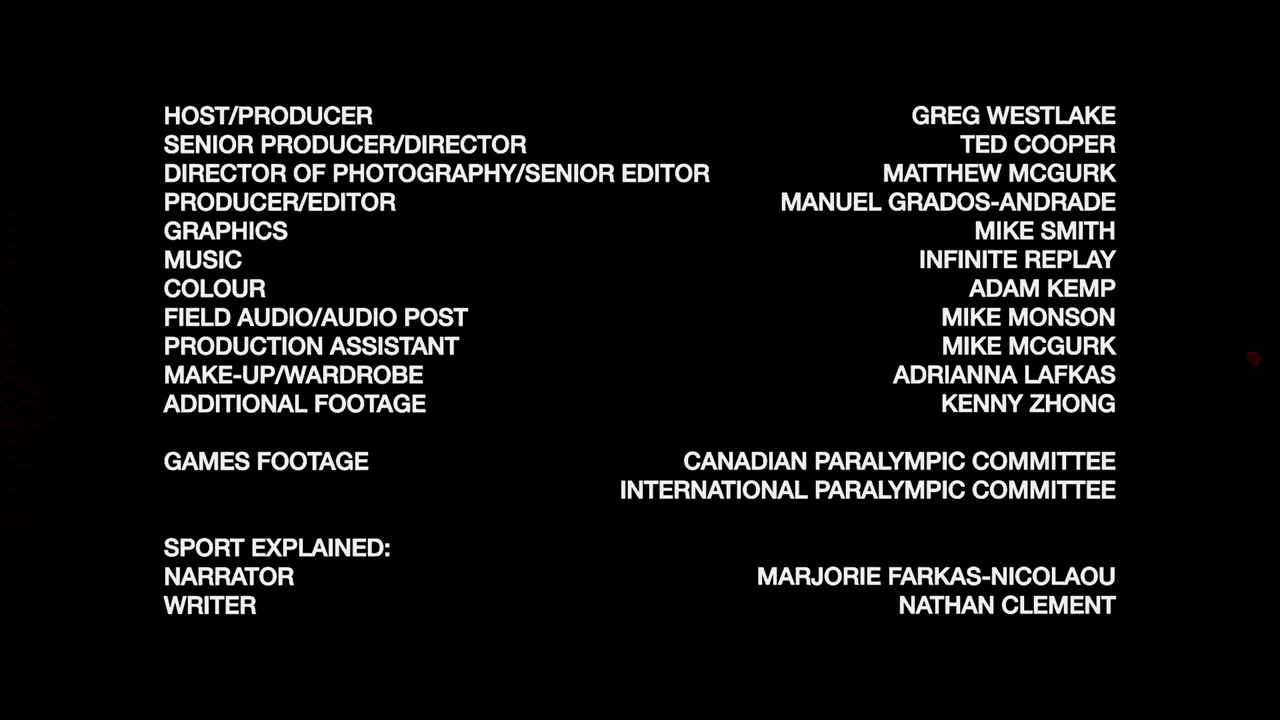 HOST/PRODUCER GREG WESTLAKE
SENIOR PRODUCER/DIRECTOR TED COOPER
DIRECTOR OF PHOTOGRAPHY/SENIOR EDITOR MATTHEW MCGURK
PRODUCER/EDITOR MANUEL GRADOS-ANDRADE
GRAPHICS MIKE SMITH
MUSIC INFINITE REPLAY
COLOUR ADAM KEMP
FIELD AUDIO/AUDIO POST MIKE MONSON
PRODUCTION ASSISTANT MIKE MCGURK
MAKE-UP/WARDROBE ADRIANNA LAFKAS
ADDITIONAL FOOTAGE KENNY ZHONG
GAMES FOOTAGE CANADIAN PARALYMPIC COMMITTEE
INTERNATIONAL PARALYMPIC COMMITTEE
SPORT EXPLAINED:
NARRATOR MARJORIE FARKAS-NICOLAOU
WRITER NATHAN CLEMENT